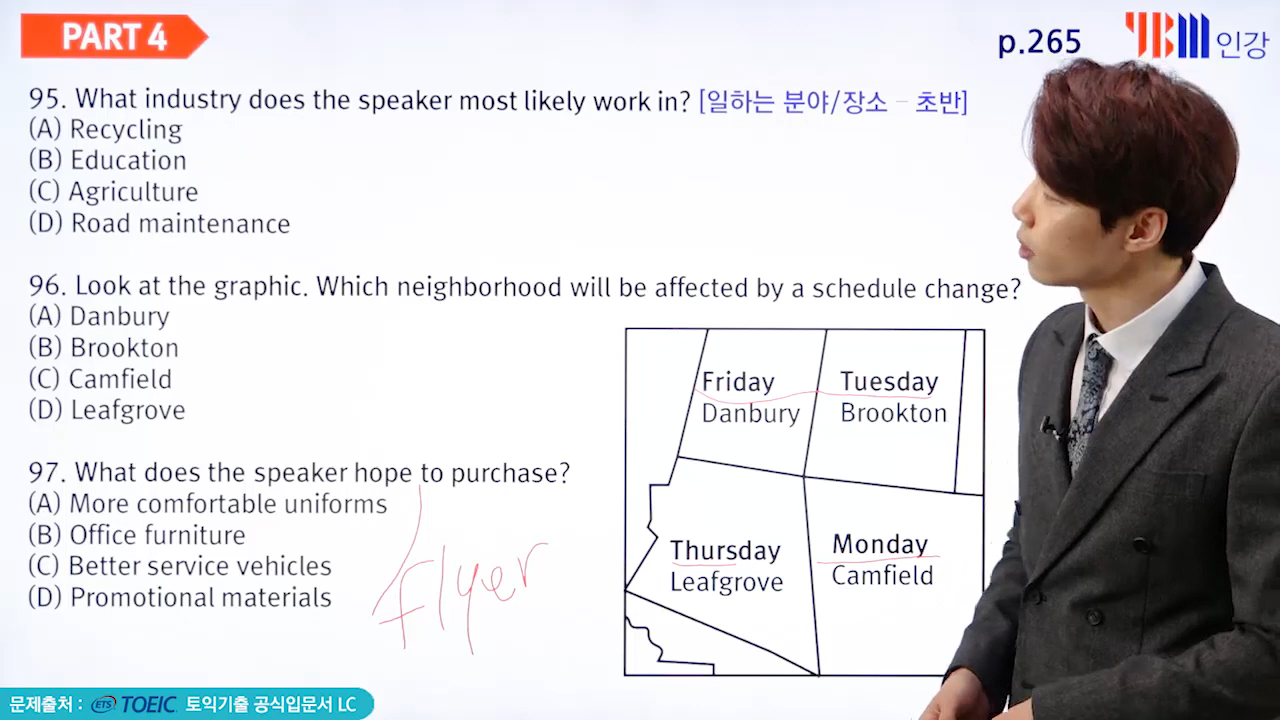 PART 4
p.265 YBM 인강
95. What industry does the speaker most likely work in? [일하는 분야/장소 – 초반]
(A) Recycling
(B) Education
(C) Agriculture
(D) Road maintenance
96. Look at the graphic. Which neighborhood will be affected by a schedule change?
(A) Danbury
(B) Brookton
(C) Camfield
(D) Leafgrove
Friday
Danbury
Tuesday
Brookton
Thursday
Leafgrove
Monday
Camfield
97. What does the speaker hope to purchase?
(A) More comfortable uniforms
(B) Office furniture
(C) Better service vehicles
(D) Promotional materials
flyer
문제출처 : ETS TOEIC 토익기출 공식입문서 LC